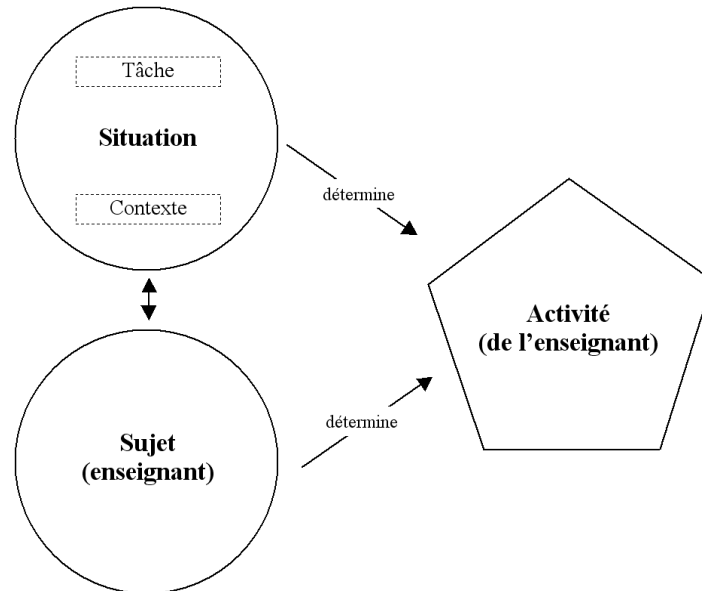 Tâche
Situation
Contexte
détermine
Activité
(de l’enseignant)
détermine
Sujet
(enseignant)